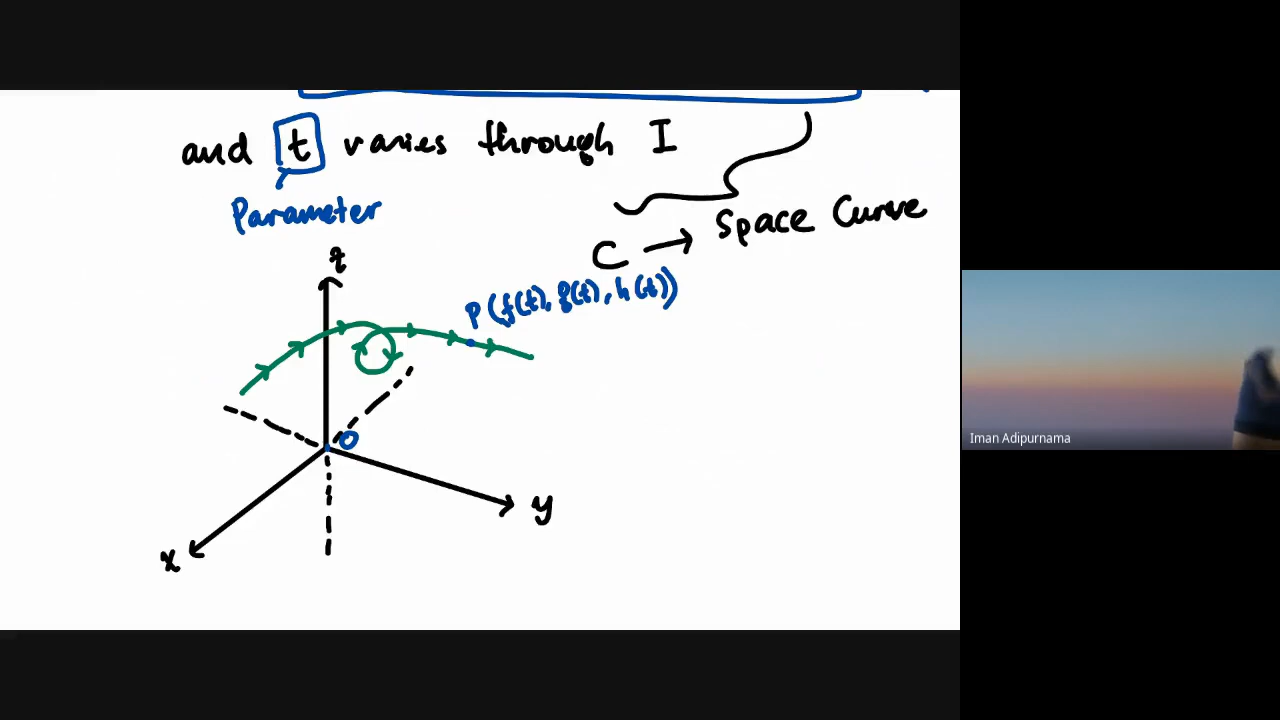 and t varies through I
Parameter
C → Space Curve
z
P(f(t), g(t), h(t))
O
y
x
Iman Adipurnama